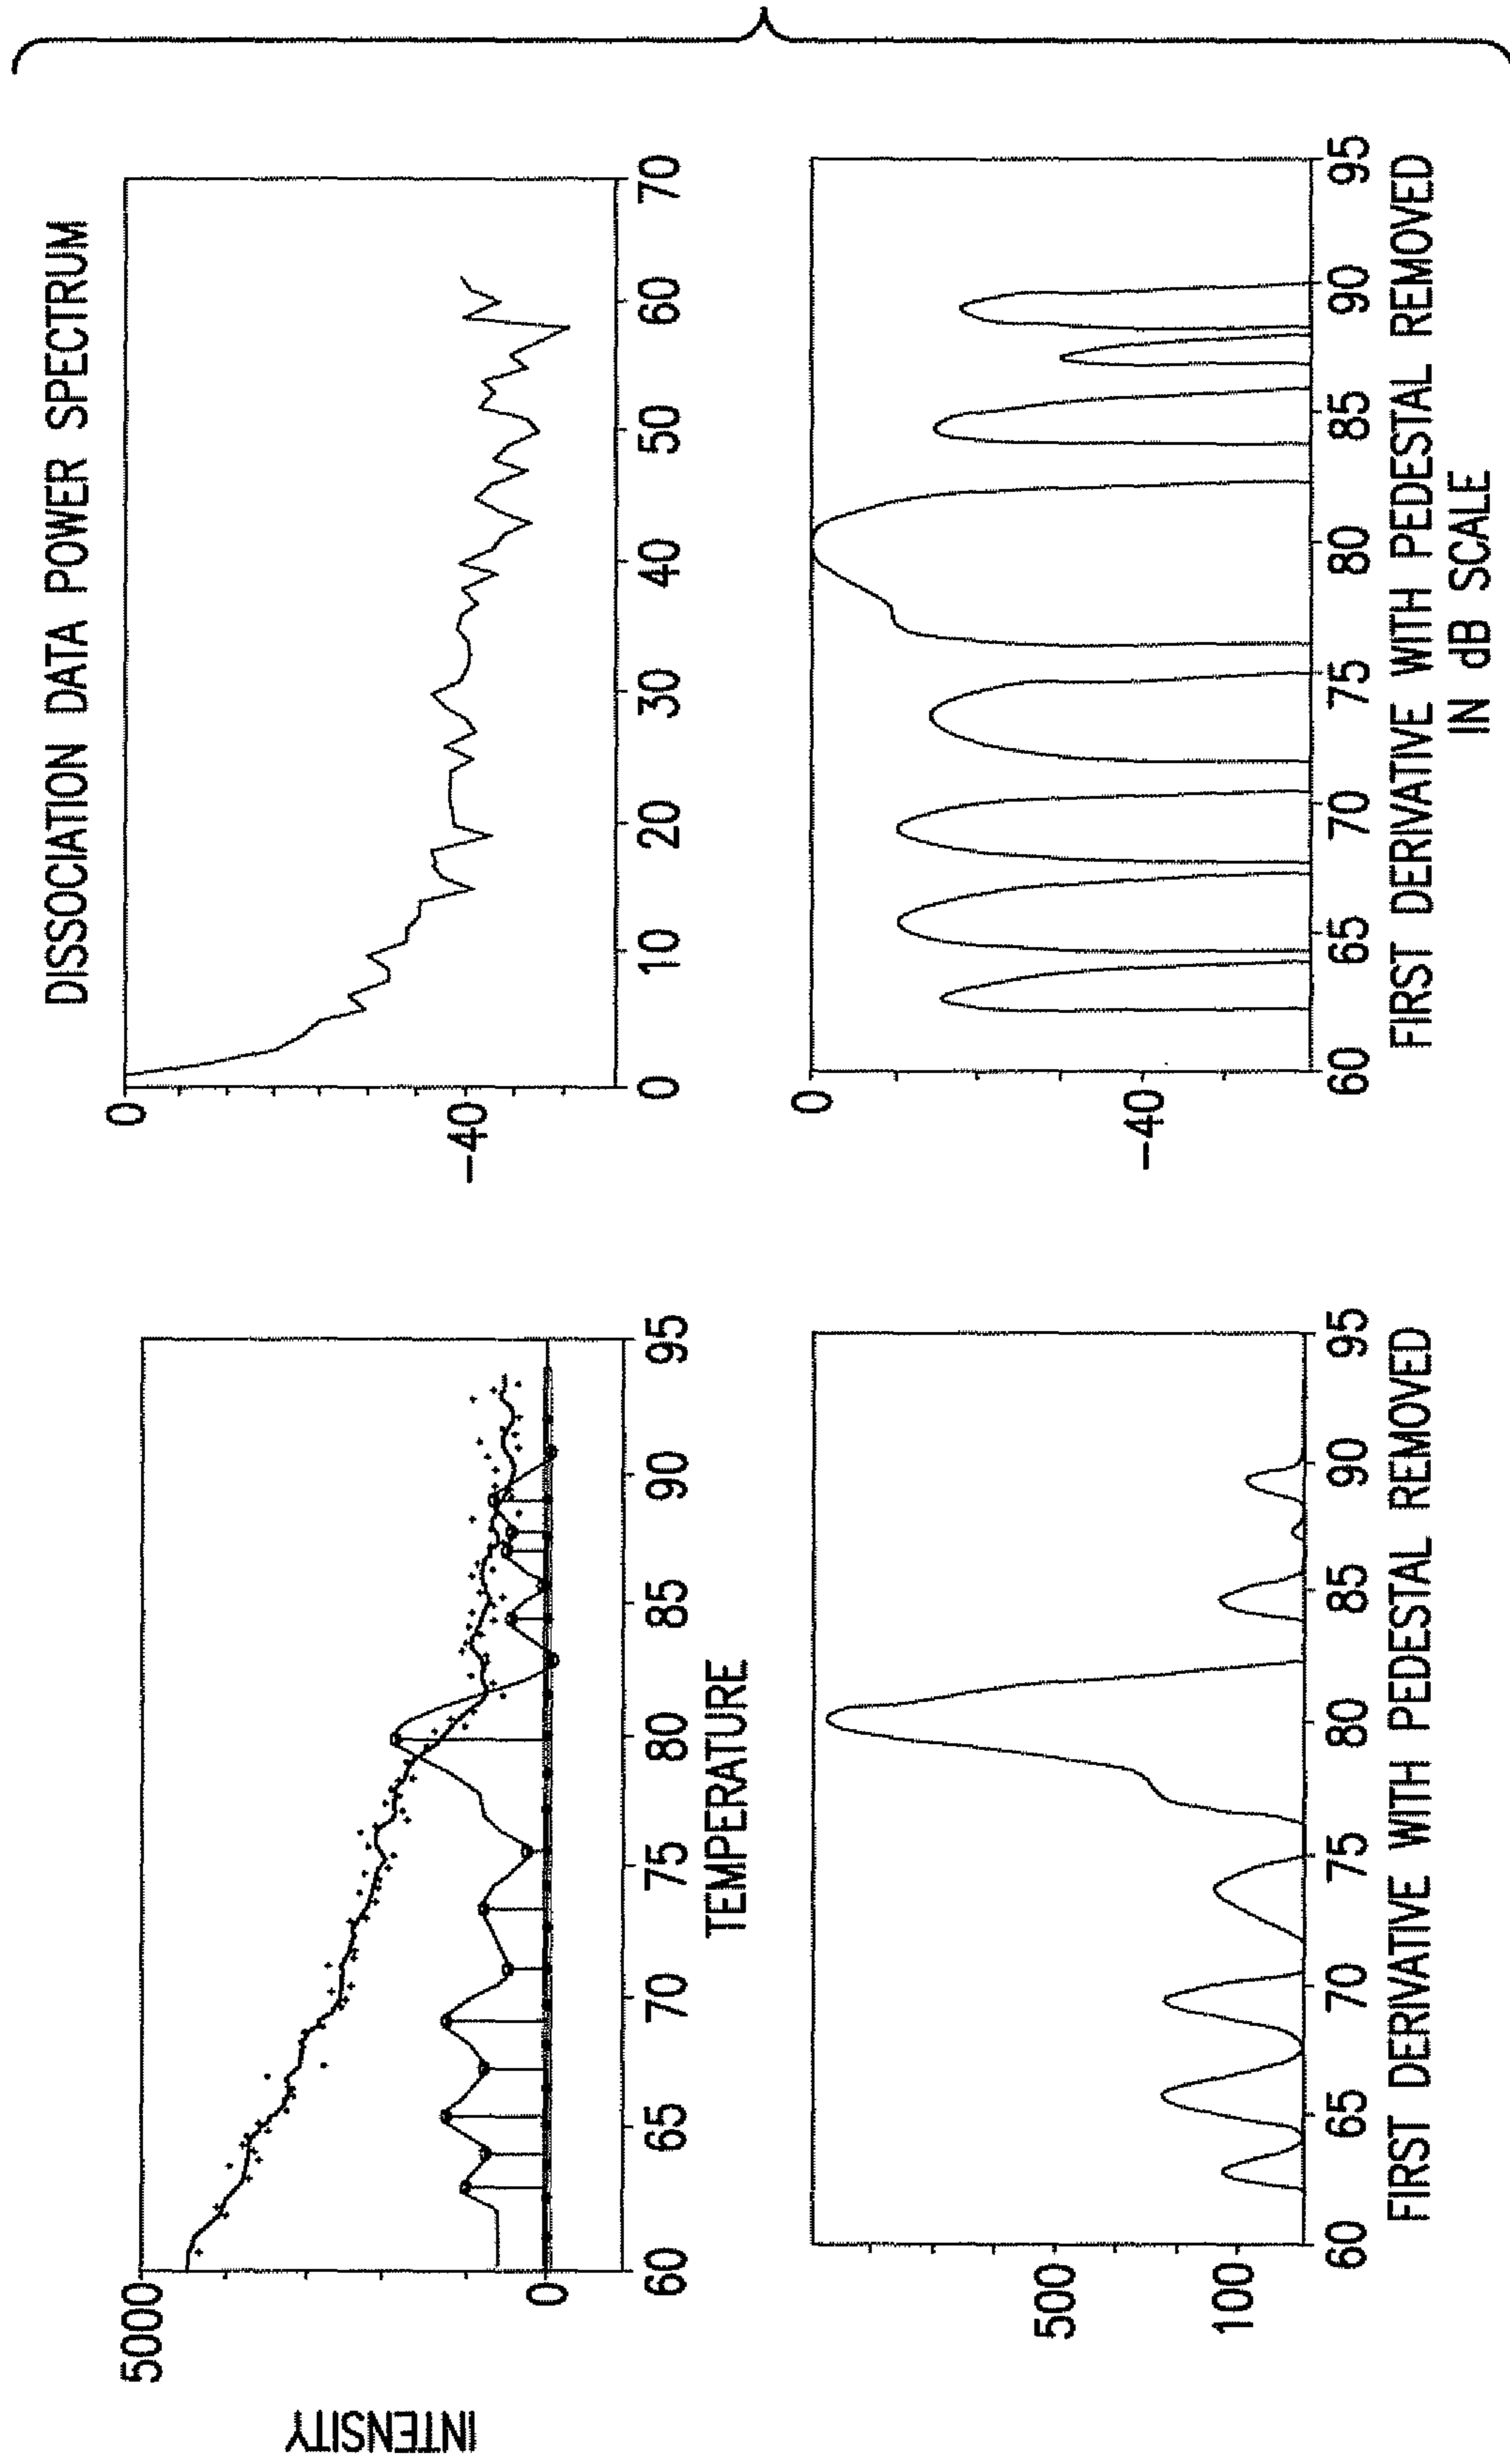 INTENSITY
5000
0
60 65 70 75 80 85 90 95
TEMPERATURE
DISSOCIATION DATA POWER SPECTRUM
0
-40
0 10 20 30 40 50 60 70
500
100
60 65 70 75 80 85 90 95
FIRST DERIVATIVE WITH PEDESTAL REMOVED
0
-40
60 65 70 75 80 85 90 95
FIRST DERIVATIVE WITH PEDESTAL REMOVED
IN dB SCALE